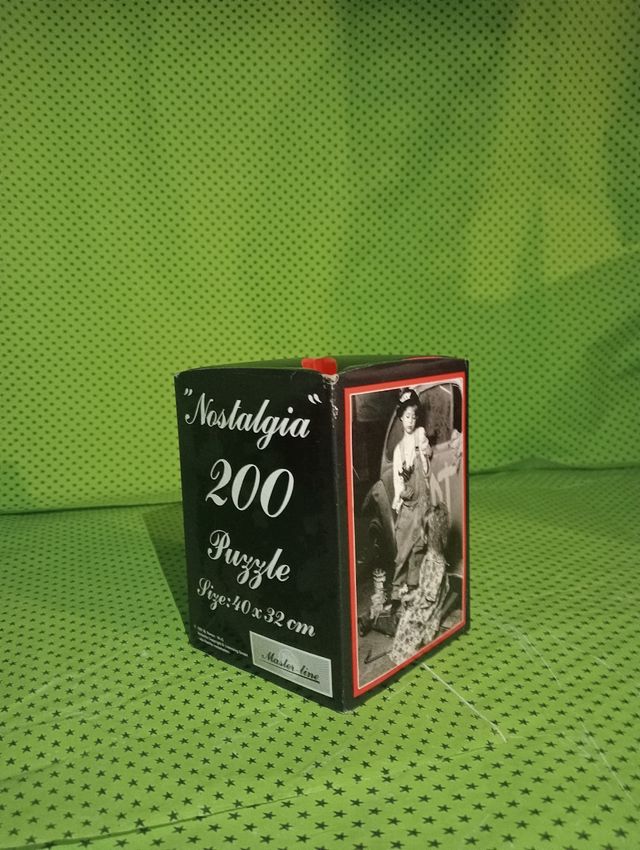 "Nostalgia"
200
Puzzle
Size: 40 x 32 cm
Master-line